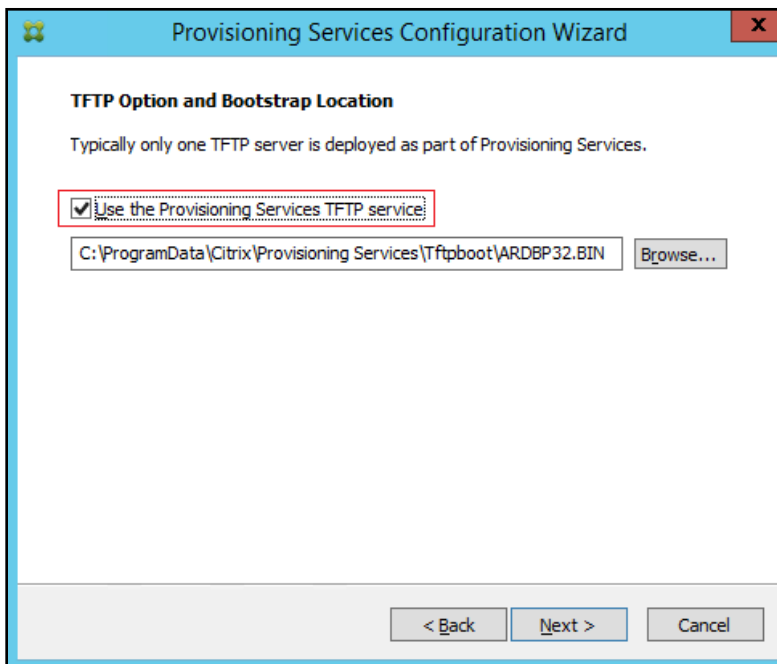 Provisioning Services Configuration Wizard
x
TFTP Option and Bootstrap Location
Typically only one TFTP server is deployed as part of Provisioning Services.
Use the Provisioning Services TFTP service
C:\ProgramData\Citrix\Provisioning Services\Tftpboot\ARDBP32.BIN
Browse...
< Back
Next >
Cancel